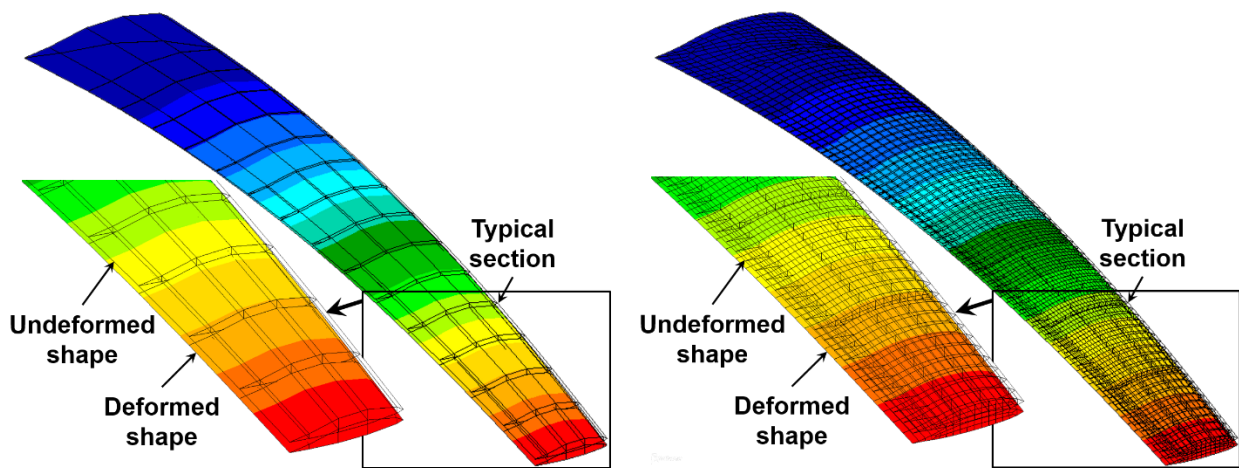 Typical
section
Undeformed
shape
Deformed
shape
Typical
section
Undeformed
shape
Deformed
shape